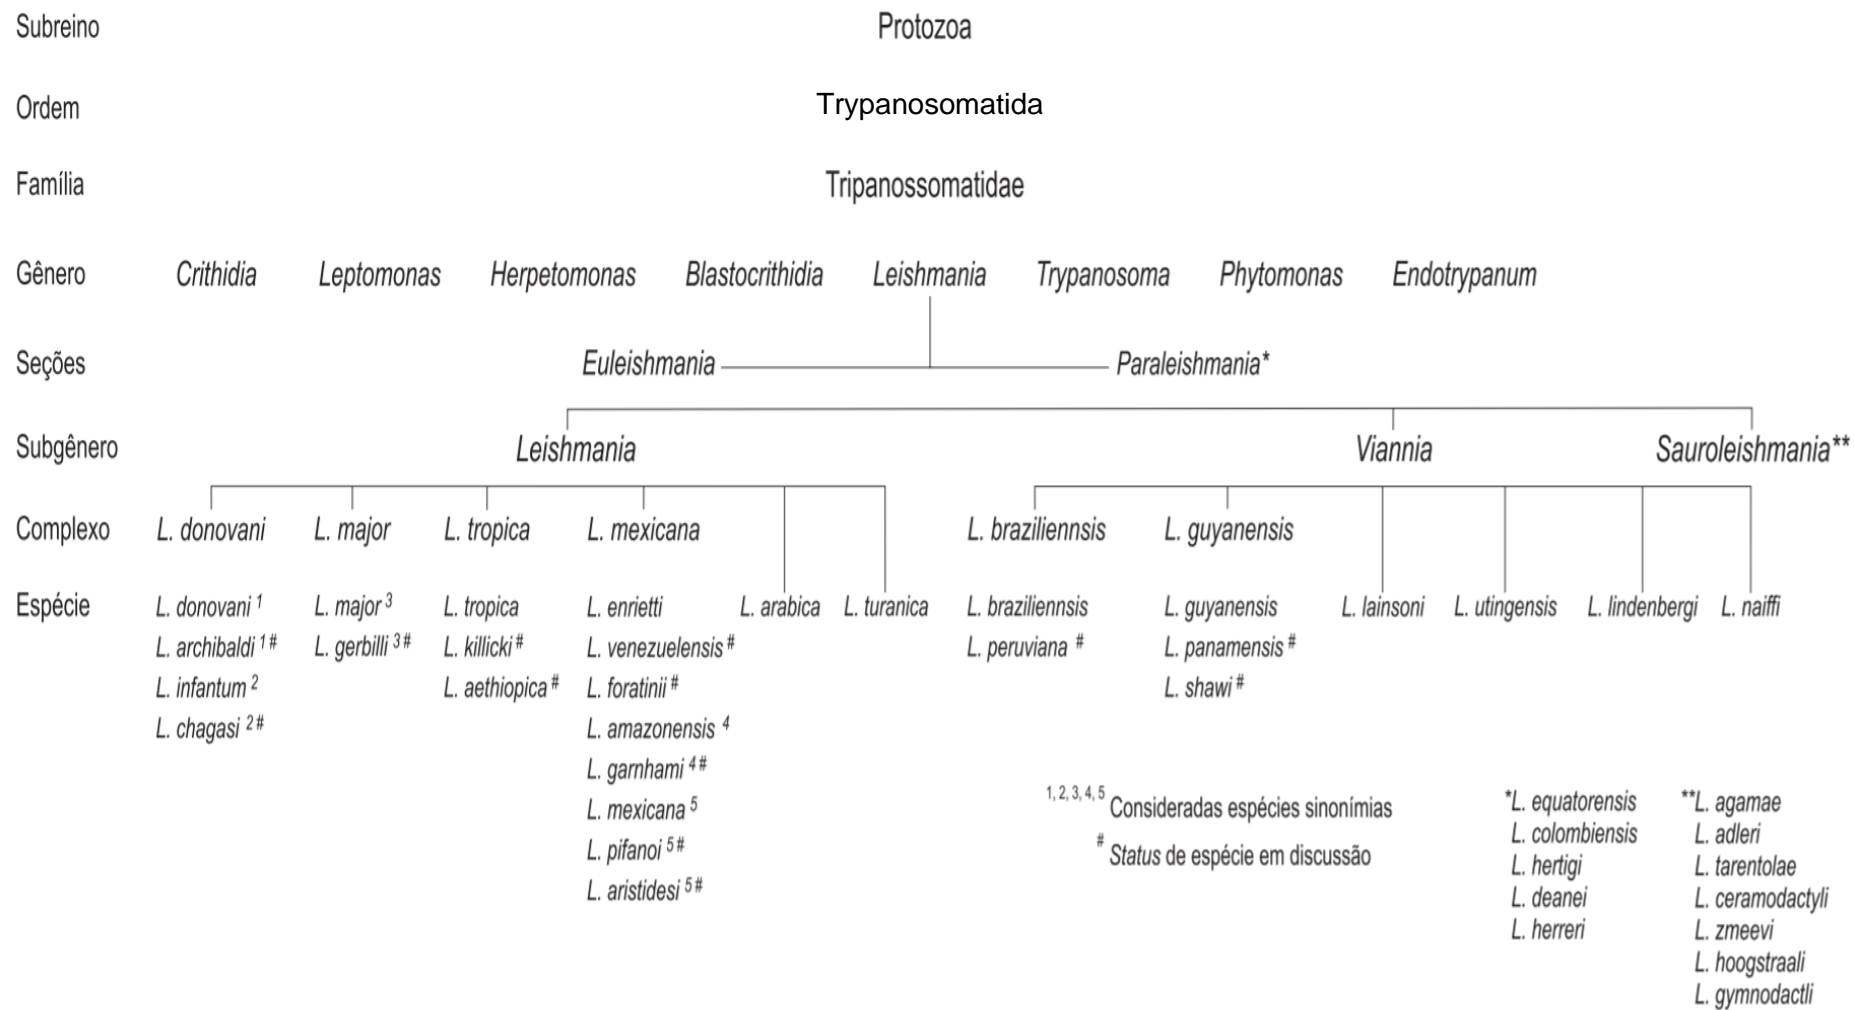 Subreino Protozoa
Ordem Trypanosomatida
Família Tripanossomatidae
Gênero Crithidia Leptomonas Herpetomonas Blastocrithidia Leishmania Trypanosoma Phytomonas Endotrypanum
Seções Euleishmania Paraleishmania*
Subgênero Leishmania Viannia Sauroleishmania**
Complexo L. donovani L. major L. tropica L. mexicana L. braziliennsis L. guyanensis
Espécie L. donovani 1 L. major 3 L. tropica L. enrietti L. arabica L. turanica L. braziliennsis L. guyanensis L. lainsoni L. utingensis L. lindenbergi L. naiffi
L. archibaldi 1 # L. gerbilli 3 # L. killicki # L. venezuelensis # L. peruviana # L. panamensis #
L. infantum 2 L. aethiopica # L. foratinii # L. shawi #
L. chagasi 2 # L. amazonensis 4
L. garnhami 4 #
L. mexicana 5
L. pifanoi 5 #
L. aristidesi 5 #
1, 2, 3, 4, 5 Consideradas espécies sinonímias
# Status de espécie em discussão
*L. equatorensis
L. colombiensis
L. hertigi
L. deanei
L. herreri
**L. agamae
L. adleri
L. tarentolae
L. ceramodactyli
L. zmeevi
L. hoogstraali
L. gymnodactli